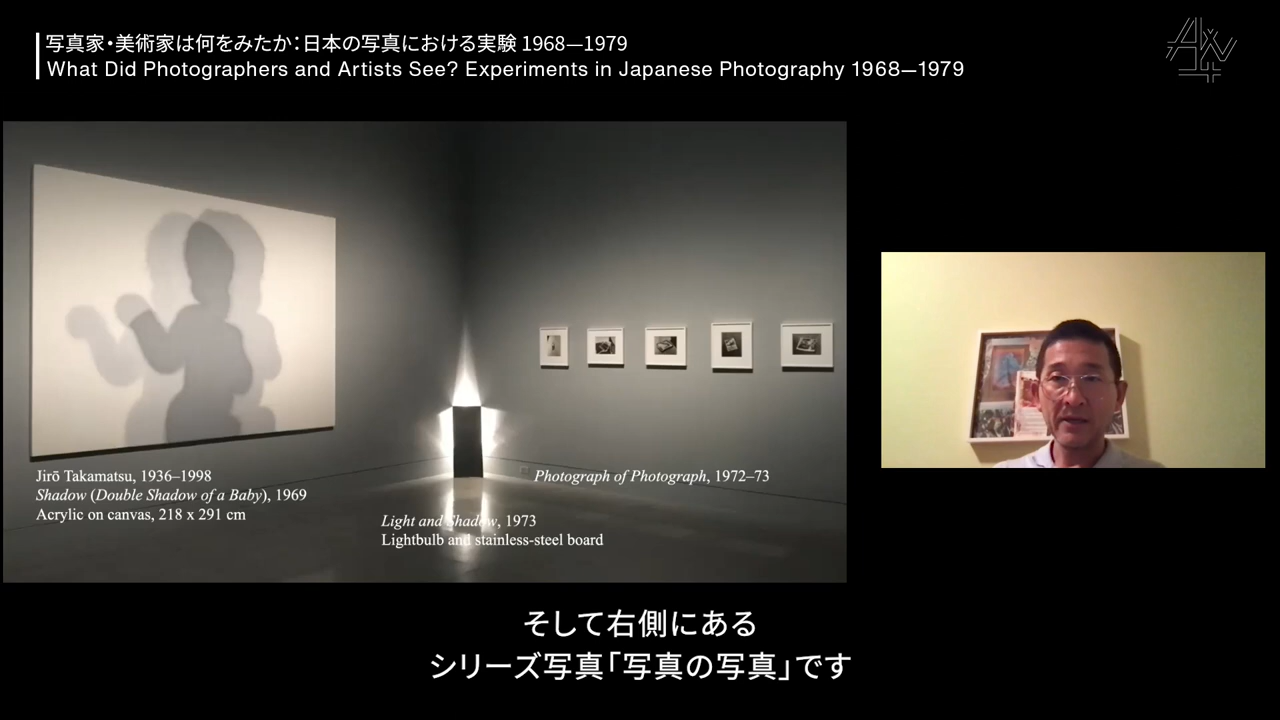 写真家・美術家は何をみたか：日本の写真における実験 1968—1979
What Did Photographers and Artists See? Experiments in Japanese Photography 1968—1979
Jirō Takamatsu, 1936–1998
Shadow (Double Shadow of a Baby), 1969
Acrylic on canvas, 218 x 291 cm
Photograph of Photograph, 1972–73
Light and Shadow, 1973
Lightbulb and stainless-steel board
そして右側にある
シリーズ写真「写真の写真」です